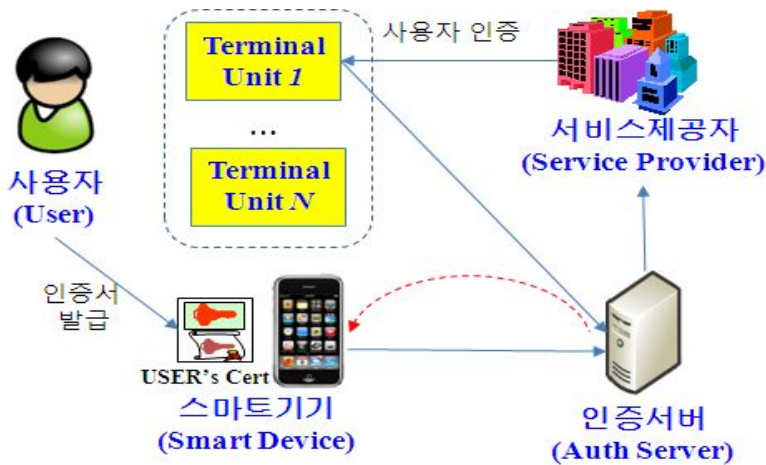 Terminal
Unit 1
...
Terminal
Unit N
사용자 인증
서비스제공자
(Service Provider)
사용자
(User)
인증서
발급
USER's Cert
스마트기기
(Smart Device)
인증서버
(Auth Server)